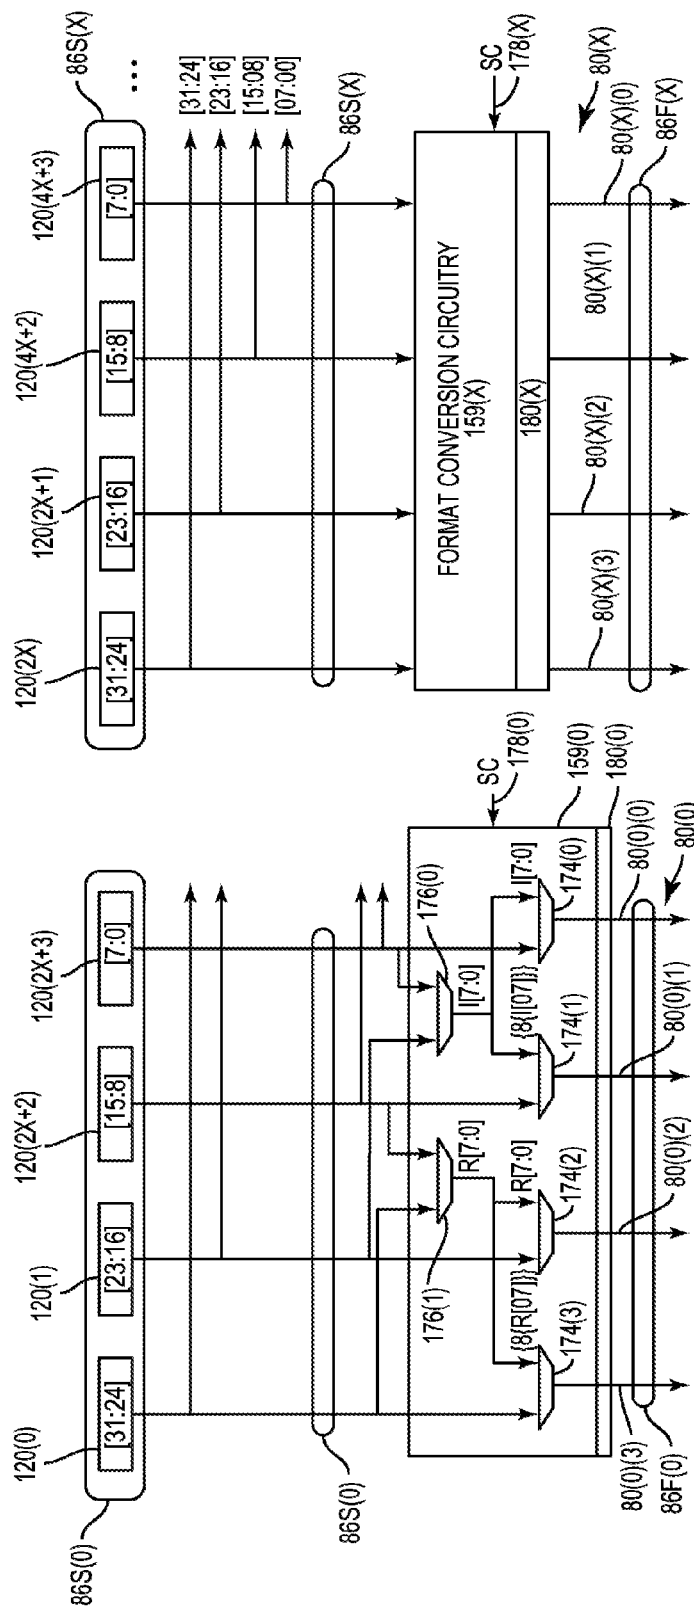 120(0)
120(1)
120(2X+2)
120(2X+3)
120(2X)
120(2X+1)
120(4X+2)
120(4X+3)
86S(0)
[31:24]
[23:16]
[15:8]
[7:0]
[31:24]
[23:16]
[15:8]
[7:0]
86S(X)
...
[31:24]
[23:16]
[15:08]
[07:00]
86S(0)
86S(X)
176(1)
176(0)
R[7:0]
I[7:0]
{8{R[07]}}
R[7:0]
{8{I[07]}}
I[7:0]
174(3)
174(2)
174(1)
174(0)
SC
178(0)
159(0)
180(0)
FORMAT CONVERSION CIRCUITRY
159(X)
180(X)
SC
178(X)
80(0)(3)
80(0)(2)
80(0)(1)
80(0)(0)
80(0)
86F(0)
80(X)(3)
80(X)(2)
80(X)(1)
80(X)(0)
80(X)
86F(X)